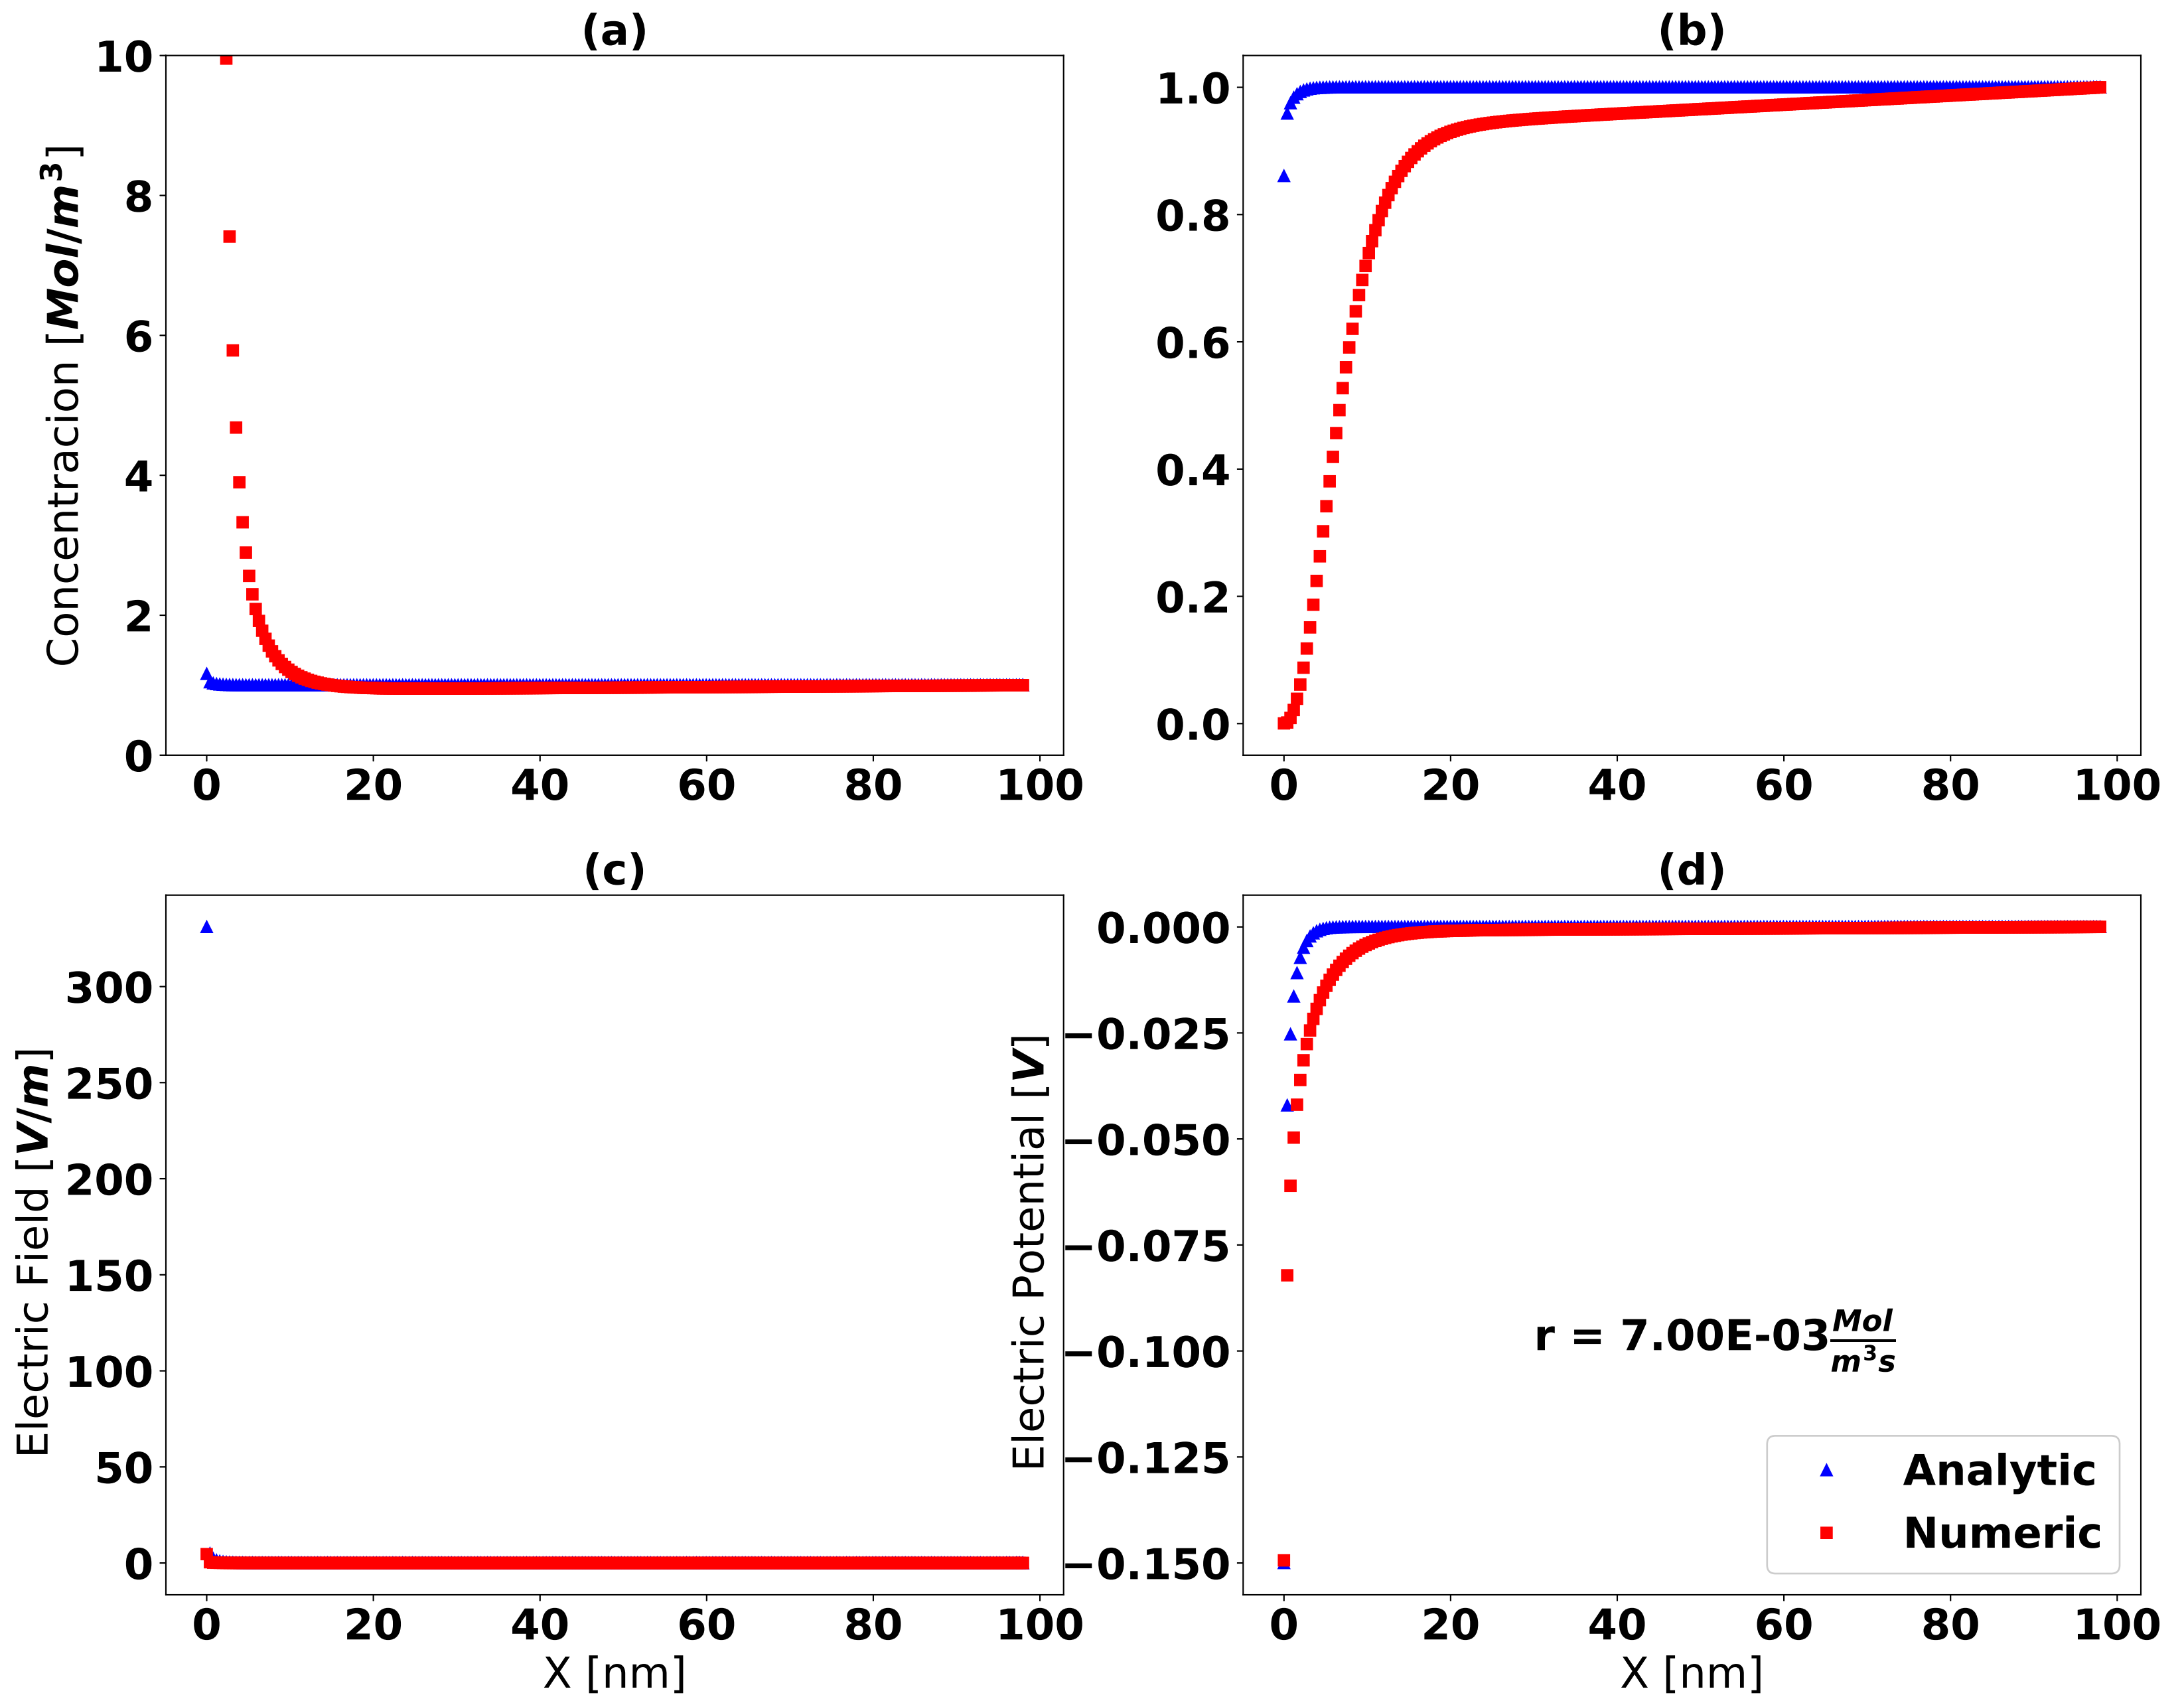 (a)
Concentracion [Mol/m³]
10
8
6
4
2
0
0 20 40 60 80 100
(b)
1.0
0.8
0.6
0.4
0.2
0.0
0 20 40 60 80 100
(c)
Electric Field [V/m]
300
250
200
150
100
50
0
0 20 40 60 80 100
X [nm]
(d)
Electric Potential [V]
0.000
−0.025
−0.050
−0.075
−0.100
−0.125
−0.150
r = 7.00E-03 Mol/m³s
Analytic
Numeric
0 20 40 60 80 100
X [nm]